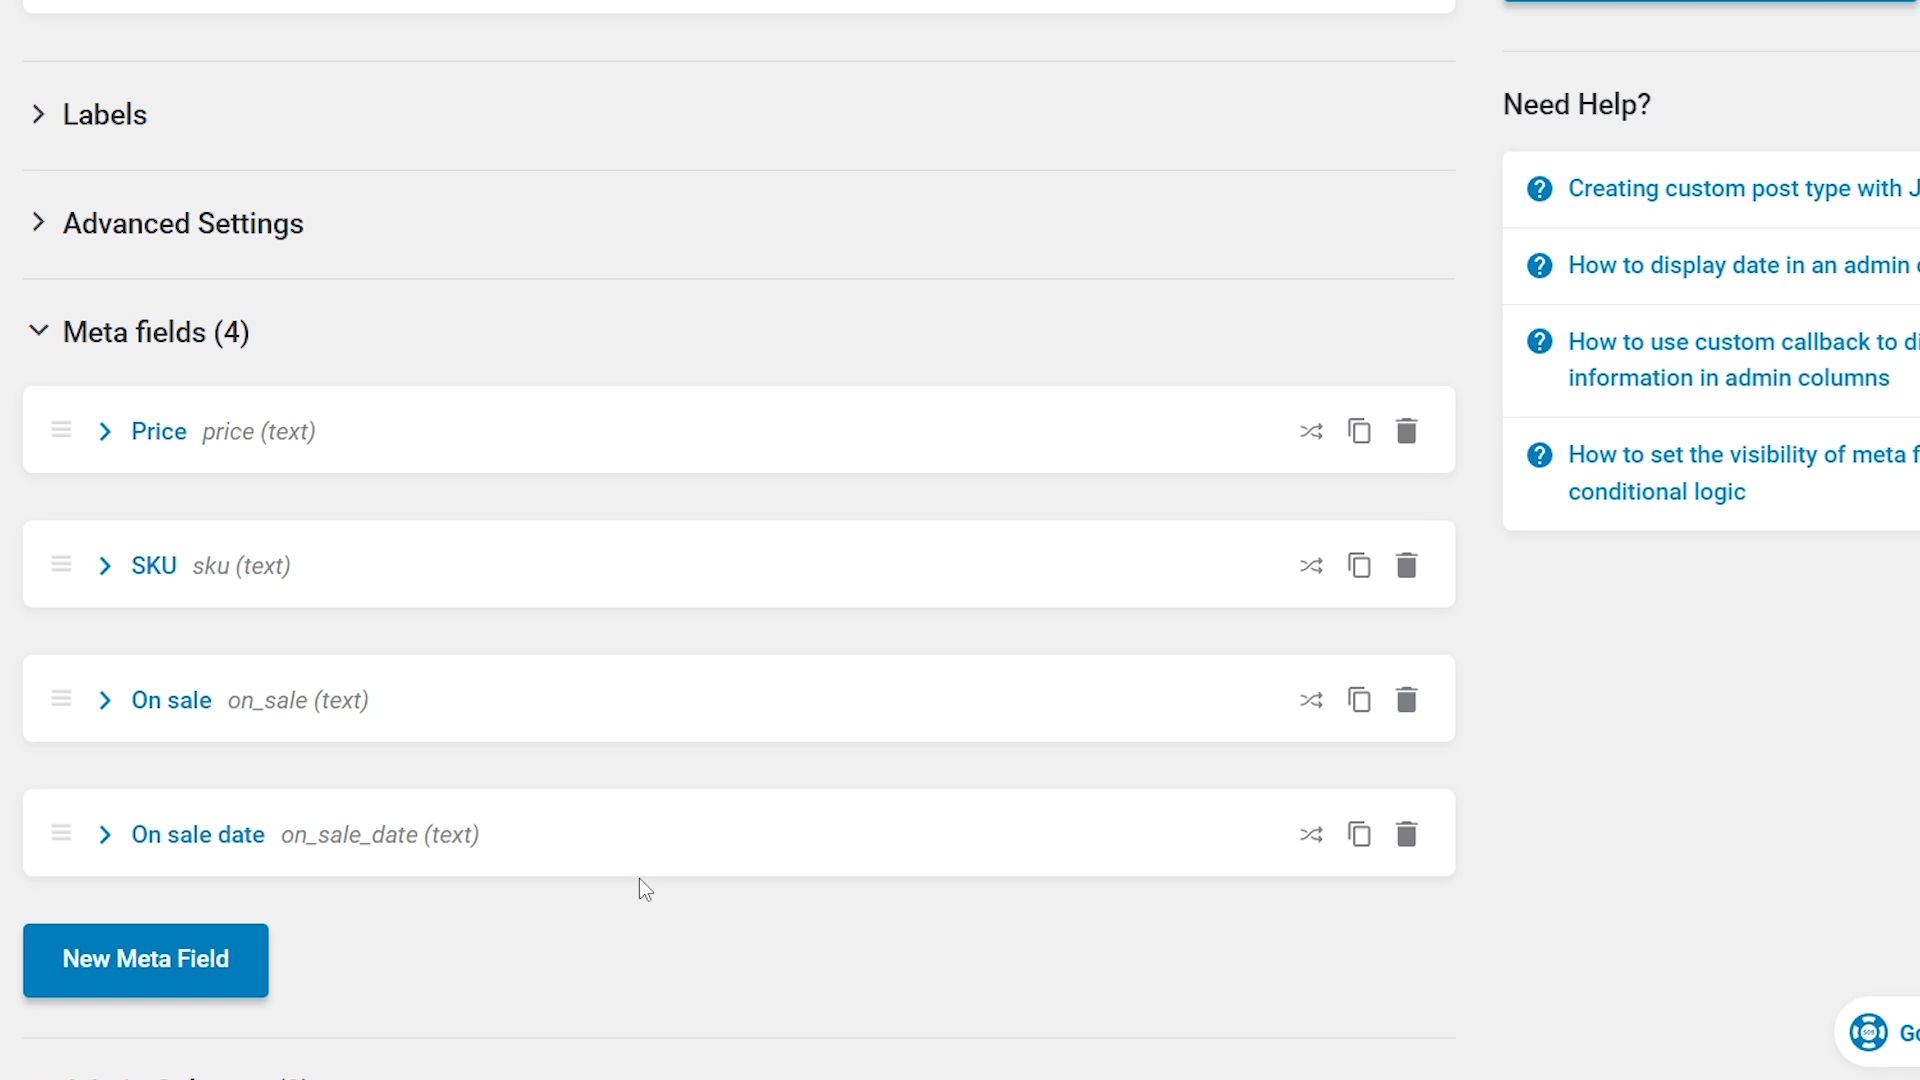 Labels
Advanced Settings
Meta fields (4)
Price price (text)
SKU sku (text)
On sale on_sale (text)
On sale date on_sale_date (text)
New Meta Field
Need Help?
Creating custom post type with J
How to display date in an admin
How to use custom callback to di
information in admin columns
How to set the visibility of meta f
conditional logic
SOS Go